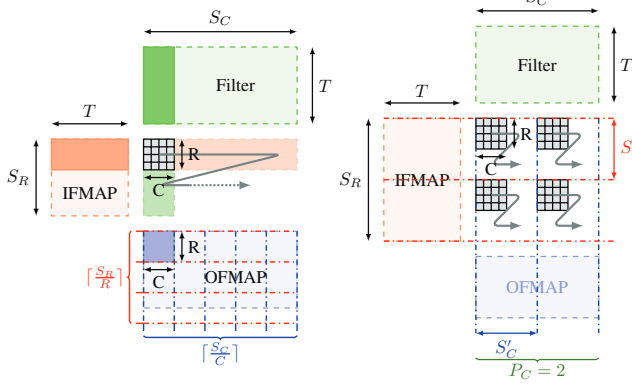 S_C
Filter
T
T
S_R
IFMAP
R
C
R
C
OFMAP
⌈S_R/R⌉
⌈S_C/C⌉
S_C
Filter
T
T
S_R
IFMAP
R
C
S
OFMAP
S′_C
P_C = 2